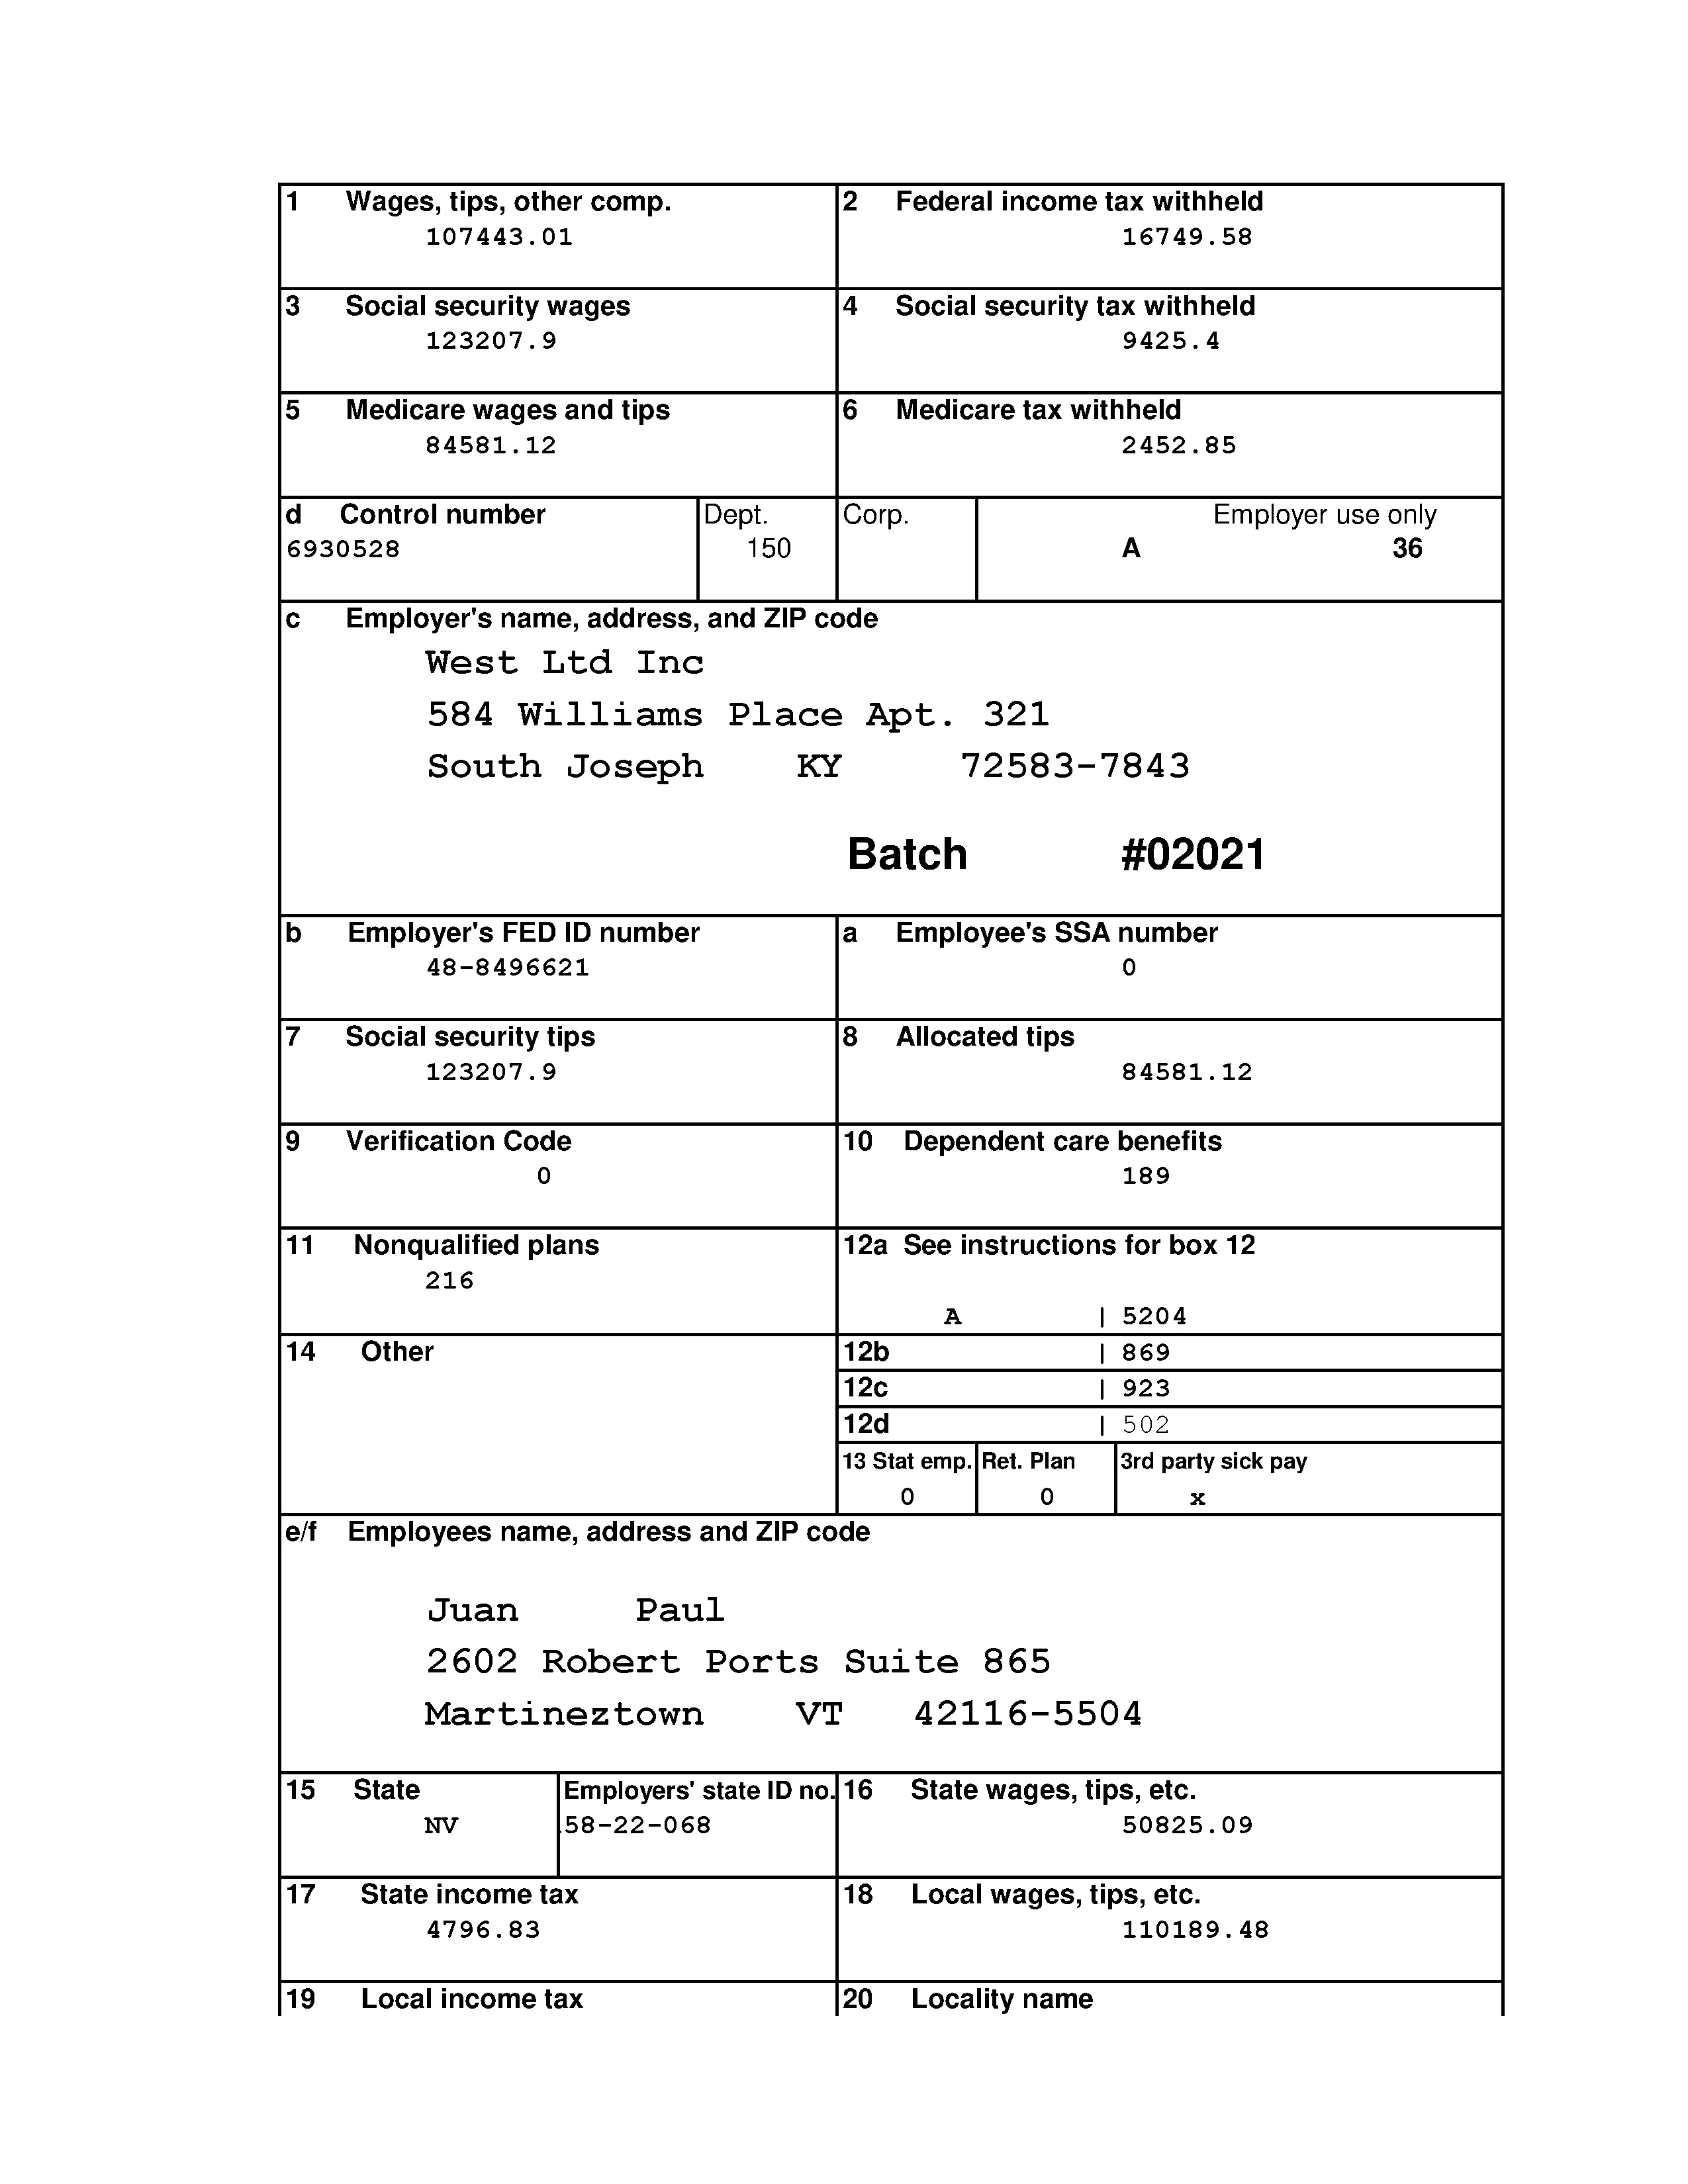 1 Wages, tips, other comp. 2 Federal income tax withheld
107443.01 16749.58
3 Social security wages 4 Social security tax withheld
123207.9 9425.4
5 Medicare wages and tips 6 Medicare tax withheld
84581.12 2452.85
d Control number Dept. Corp. Employer use only
6930528 150 A 36
c Employer's name, address, and ZIP code
West Ltd Inc
584 Williams Place Apt. 321
South Joseph KY 72583-7843
Batch #02021
b Employer's FED ID number a Employee's SSA number
48-8496621 0
7 Social security tips 8 Allocated tips
123207.9 84581.12
9 Verification Code 10 Dependent care benefits
0 189
11 Nonqualified plans 12a See instructions for box 12
216
A | 5204
14 Other 12b | 869
12c | 923
12d | 502
13 Stat emp. Ret. Plan 3rd party sick pay
0 0 x
e/f Employees name, address and ZIP code
Juan Paul
2602 Robert Ports Suite 865
Martineztown VT 42116-5504
15 State Employers' state ID no. 16 State wages, tips, etc.
NV 58-22-068 50825.09
17 State income tax 18 Local wages, tips, etc.
4796.83 110189.48
19 Local income tax 20 Locality name